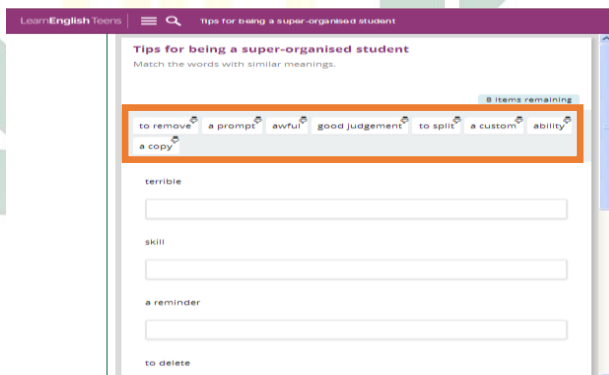 LearnEnglish Teens Tips for being a super-organised student
Tips for being a super-organised student
Match the words with similar meanings.
8 items remaining
to remove a prompt awful good judgement to split a custom ability
a copy
terrible
skill
a reminder
to delete